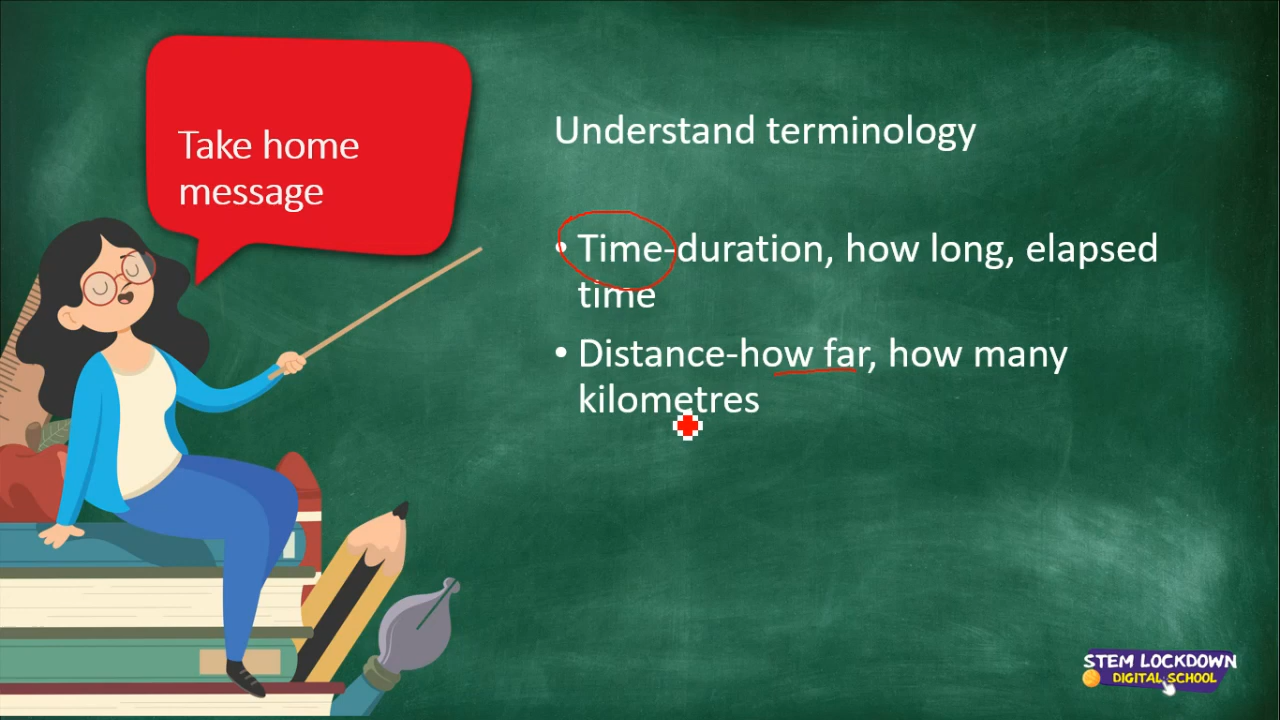 Take home
message
Understand terminology
• Time-duration, how long, elapsed
time
• Distance-how far, how many
kilometres
STEM LOCKDOWN
DIGITAL SCHOOL